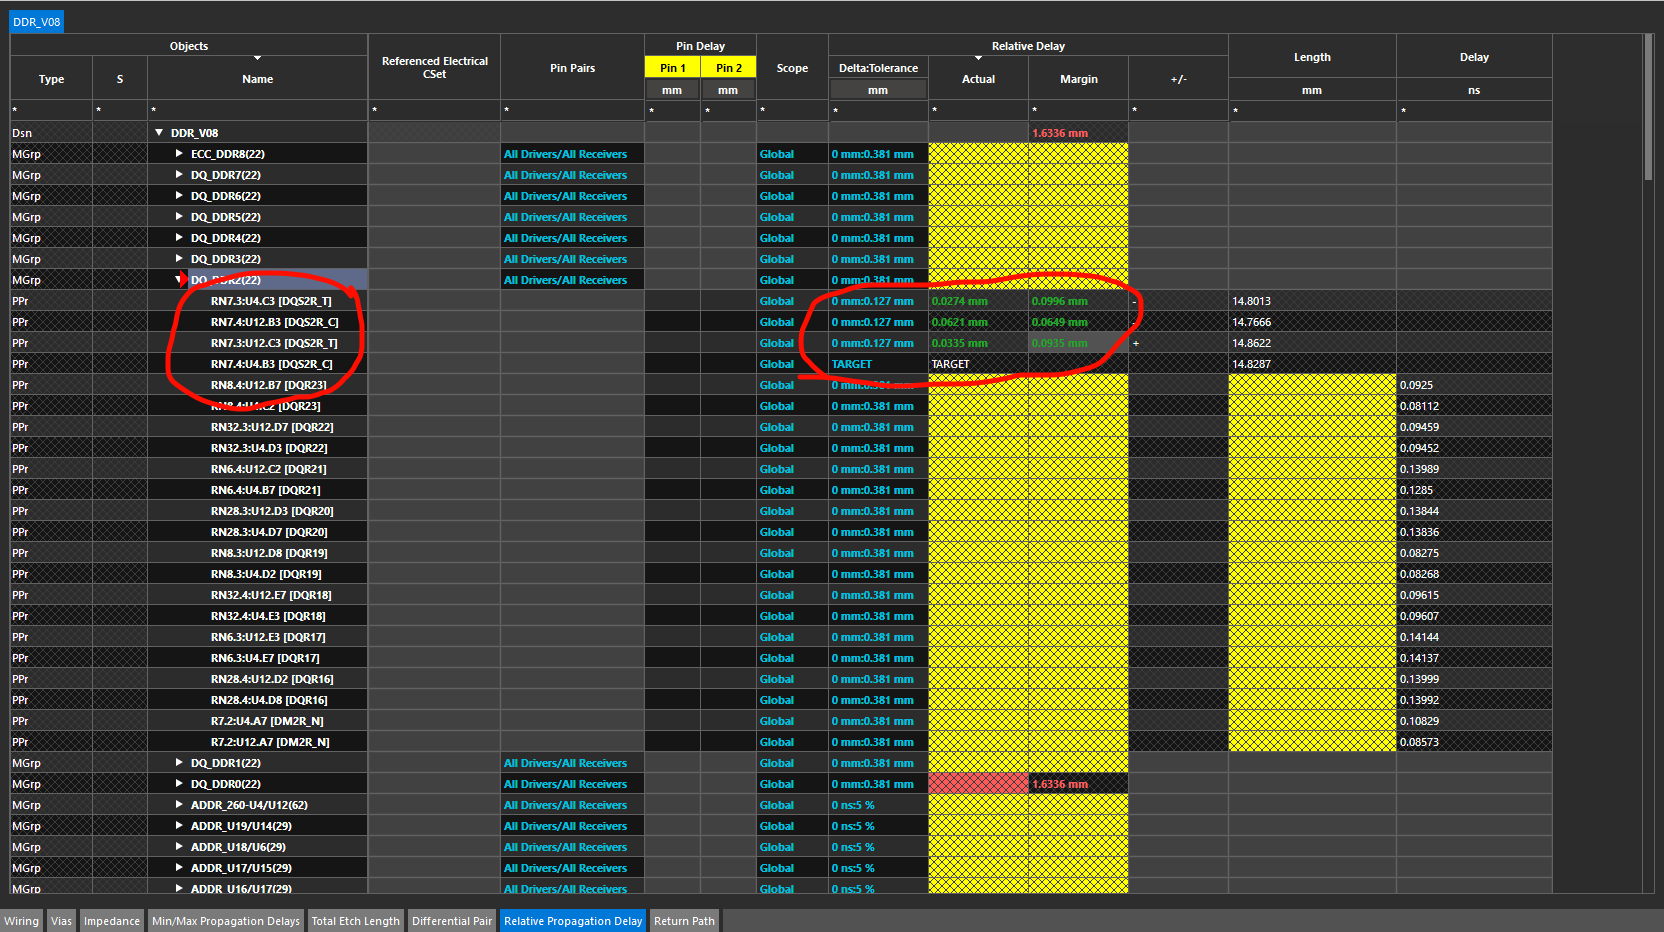 DDR_V08
Objects Referenced Electrical CSet Pin Pairs Pin Delay Scope Relative Delay Length Delay
Type S Name Pin 1 Pin 2 Delta:Tolerance Actual Margin +/-
mm mm mm mm ns
* * * * * * * * * * * *
Dsn DDR_V08 1.6336 mm
MGrp ECC_DDR8(22) All Drivers/All Receivers Global 0 mm:0.381 mm
MGrp DQ_DDR7(22) All Drivers/All Receivers Global 0 mm:0.381 mm
MGrp DQ_DDR6(22) All Drivers/All Receivers Global 0 mm:0.381 mm
MGrp DQ_DDR5(22) All Drivers/All Receivers Global 0 mm:0.381 mm
MGrp DQ_DDR4(22) All Drivers/All Receivers Global 0 mm:0.381 mm
MGrp DQ_DDR3(22) All Drivers/All Receivers Global 0 mm:0.381 mm
MGrp DQ_DDR2(22) All Drivers/All Receivers Global 0 mm:0.381 mm
PPr RN7.3:U4.C3 [DQS2R_T] Global 0 mm:0.127 mm 0.0274 mm 0.0996 mm - 14.8013
PPr RN7.4:U12.B3 [DQS2R_C] Global 0 mm:0.127 mm 0.0621 mm 0.0649 mm - 14.7666
PPr RN7.3:U12.C3 [DQS2R_T] Global 0 mm:0.127 mm 0.0335 mm 0.0935 mm + 14.8622
PPr RN7.4:U4.B3 [DQS2R_C] Global TARGET TARGET 14.8287
PPr RN8.4:U12.B7 [DQR23] Global 0 mm:0.381 mm 0.0925
PPr RN8.4:U4.C2 [DQR23] Global 0 mm:0.381 mm 0.08112
PPr RN32.3:U12.D7 [DQR22] Global 0 mm:0.381 mm 0.09459
PPr RN32.3:U4.D3 [DQR22] Global 0 mm:0.381 mm 0.09452
PPr RN6.4:U12.C2 [DQR21] Global 0 mm:0.381 mm 0.13989
PPr RN6.4:U4.B7 [DQR21] Global 0 mm:0.381 mm 0.1285
PPr RN28.3:U12.D3 [DQR20] Global 0 mm:0.381 mm 0.13844
PPr RN28.3:U4.D7 [DQR20] Global 0 mm:0.381 mm 0.13836
PPr RN8.3:U12.D8 [DQR19] Global 0 mm:0.381 mm 0.08275
PPr RN8.3:U4.D2 [DQR19] Global 0 mm:0.381 mm 0.08268
PPr RN32.4:U12.E7 [DQR18] Global 0 mm:0.381 mm 0.09615
PPr RN32.4:U4.E3 [DQR18] Global 0 mm:0.381 mm 0.09607
PPr RN6.3:U12.E3 [DQR17] Global 0 mm:0.381 mm 0.14144
PPr RN6.3:U4.E7 [DQR17] Global 0 mm:0.381 mm 0.14137
PPr RN28.4:U12.D2 [DQR16] Global 0 mm:0.381 mm 0.13999
PPr RN28.4:U4.D8 [DQR16] Global 0 mm:0.381 mm 0.13992
PPr R7.2:U4.A7 [DM2R_N] Global 0 mm:0.381 mm 0.10829
PPr R7.2:U12.A7 [DM2R_N] Global 0 mm:0.381 mm 0.08573
MGrp DQ_DDR1(22) All Drivers/All Receivers Global 0 mm:0.381 mm
MGrp DQ_DDR0(22) All Drivers/All Receivers Global 0 mm:0.381 mm 1.6336 mm
MGrp ADDR_260-U4/U12(62) All Drivers/All Receivers Global 0 ns:5 %
MGrp ADDR_U19/U14(29) All Drivers/All Receivers Global 0 ns:5 %
MGrp ADDR_U18/U6(29) All Drivers/All Receivers Global 0 ns:5 %
MGrp ADDR_U17/U15(29) All Drivers/All Receivers Global 0 ns:5 %
MGrp ADDR_U16/U17(29) All Drivers/All Receivers Global 0 ns:5 %
Wiring Vias Impedance Min/Max Propagation Delays Total Etch Length Differential Pair Relative Propagation Delay Return Path